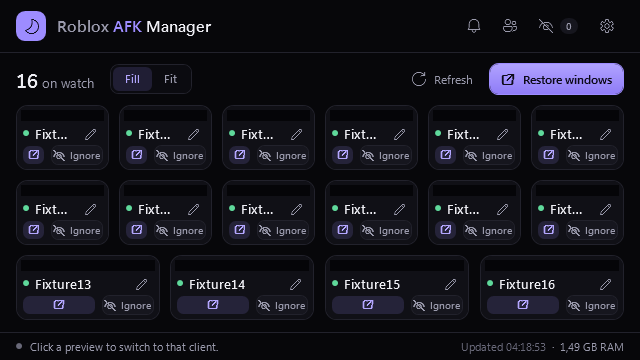 Roblox AFK Manager 0
16 on watch Fill Fit Refresh Restore windows
Fixt... Fixt... Fixt... Fixt... Fixt... Fixt...
Ignore Ignore Ignore Ignore Ignore Ignore
Fixt... Fixt... Fixt... Fixt... Fixt... Fixt...
Ignore Ignore Ignore Ignore Ignore Ignore
Fixture13 Fixture14 Fixture15 Fixture16
Ignore Ignore Ignore Ignore
Click a preview to switch to that client. Updated 04:18:53 · 1,49 GB RAM